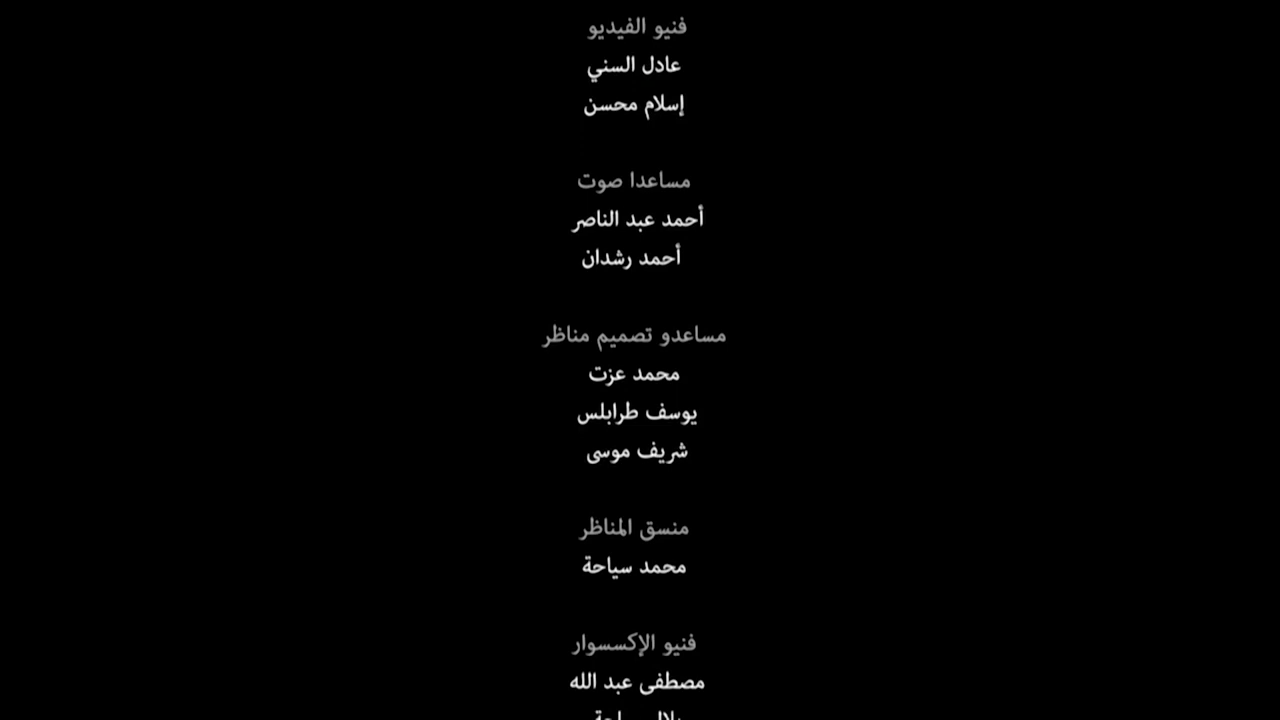 فنيو الفيديو
عادل السني
إسلام محسن
مساعدا صوت
أحمد عبد الناصر
أحمد رشدان
مساعدو تصميم مناظر
محمد عزت
يوسف طرابلس
شريف موسى
منسق المناظر
محمد سياحة
فنيو الإكسسوار
مصطفى عبد الله